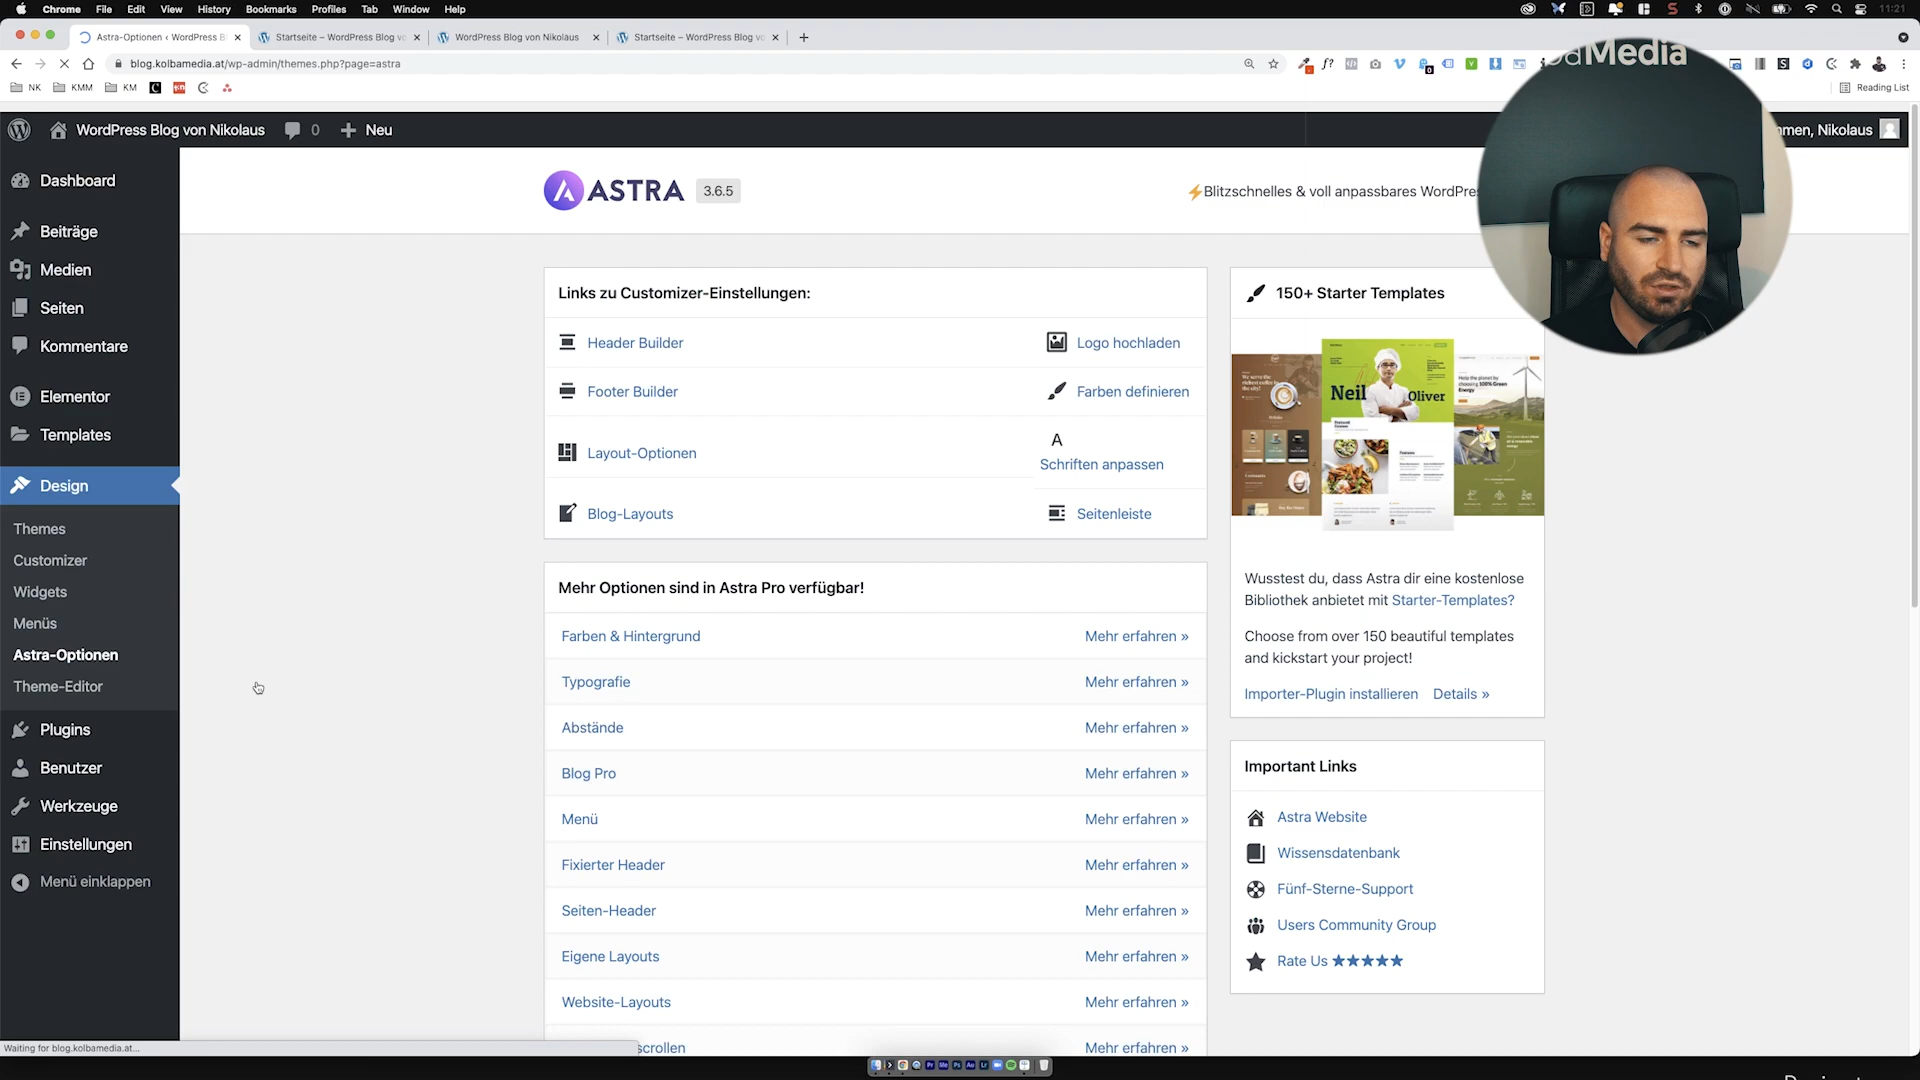 Chrome File Edit View History Bookmarks Profiles Tab Window Help 11:21
Astra-Optionen ‹ WordPress B
Startseite – WordPress Blog vo
WordPress Blog von Nikolaus
Startseite – WordPress Blog vo
blog.kolbamedia.at/wp-admin/themes.php?page=astra
NK KMM KM Reading List
Media
WordPress Blog von Nikolaus 0 Neu
mmen, Nikolaus
Dashboard
Beiträge
Medien
Seiten
Kommentare
Elementor
Templates
Design
Themes
Customizer
Widgets
Menüs
Astra-Optionen
Theme-Editor
Plugins
Benutzer
Werkzeuge
Einstellungen
Menü einklappen
ASTRA 3.6.5
⚡Blitzschnelles & voll anpassbares WordPres
Links zu Customizer-Einstellungen:
Header Builder
Logo hochladen
Footer Builder
Farben definieren
Layout-Optionen
Schriften anpassen
Blog-Layouts
Seitenleiste
Mehr Optionen sind in Astra Pro verfügbar!
Farben & Hintergrund Mehr erfahren »
Typografie Mehr erfahren »
Abstände Mehr erfahren »
Blog Pro Mehr erfahren »
Menü Mehr erfahren »
Fixierter Header Mehr erfahren »
Seiten-Header Mehr erfahren »
Eigene Layouts Mehr erfahren »
Website-Layouts Mehr erfahren »
scrollen Mehr erfahren »
150+ Starter Templates
Neil
Oliver
Wusstest du, dass Astra dir eine kostenlose
Bibliothek anbietet mit Starter-Templates?
Choose from over 150 beautiful templates
and kickstart your project!
Importer-Plugin installieren Details »
Important Links
Astra Website
Wissensdatenbank
Fünf-Sterne-Support
Users Community Group
Rate Us ★★★★★
Waiting for blog.kolbamedia.at...